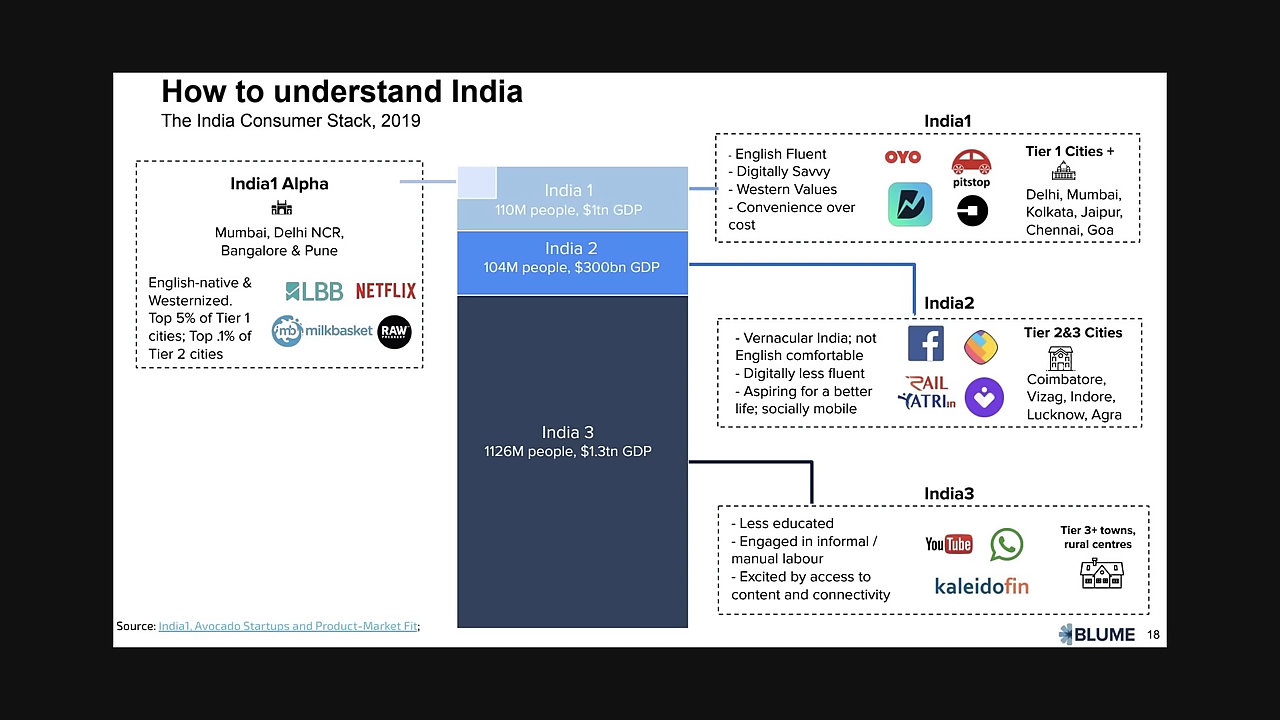 How to understand India
The India Consumer Stack, 2019
India1 Alpha
Mumbai, Delhi NCR,
Bangalore & Pune
English-native &
Westernized.
Top 5% of Tier 1
cities; Top .1% of
Tier 2 cities
LBB
NETFLIX
mb milkbasket
RAW
India 1
110M people, $1tn GDP
India 2
104M people, $300bn GDP
India 3
1126M people, $1.3tn GDP
India1
- English Fluent
- Digitally Savvy
- Western Values
- Convenience over
cost
OYO
pitstop
Tier 1 Cities +
Delhi, Mumbai,
Kolkata, Jaipur,
Chennai, Goa
India2
- Vernacular India; not
English comfortable
- Digitally less fluent
- Aspiring for a better
life; socially mobile
f
RAIL
YATRI.in
Tier 2&3 Cities
Coimbatore,
Vizag, Indore,
Lucknow, Agra
India3
- Less educated
- Engaged in informal /
manual labour
- Excited by access to
content and connectivity
YouTube
kaleidofin
Tier 3+ towns,
rural centres
Source: India1, Avocado Startups and Product-Market Fit;
BLUME
18